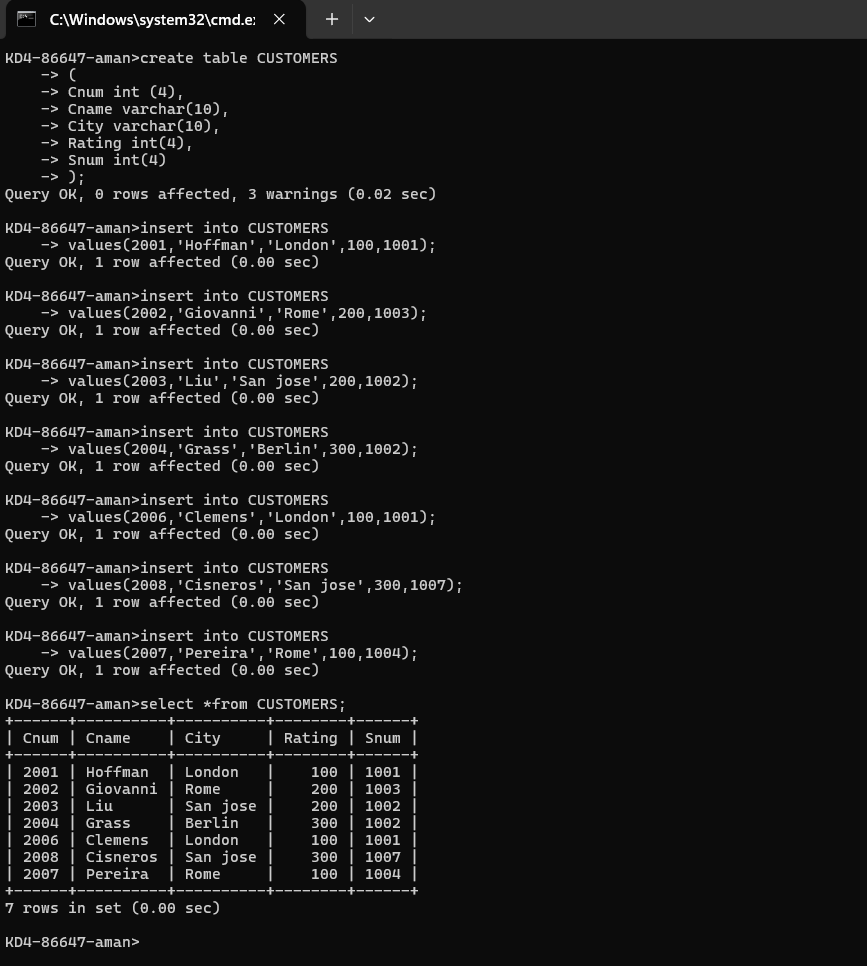 C:\Windows\system32\cmd.e
KD4-86647-aman>create table CUSTOMERS
    -> (
    -> Cnum int (4),
    -> Cname varchar(10),
    -> City varchar(10),
    -> Rating int(4),
    -> Snum int(4)
    -> );
Query OK, 0 rows affected, 3 warnings (0.02 sec)

KD4-86647-aman>insert into CUSTOMERS
    -> values(2001,'Hoffman','London',100,1001);
Query OK, 1 row affected (0.00 sec)

KD4-86647-aman>insert into CUSTOMERS
    -> values(2002,'Giovanni','Rome',200,1003);
Query OK, 1 row affected (0.00 sec)

KD4-86647-aman>insert into CUSTOMERS
    -> values(2003,'Liu','San jose',200,1002);
Query OK, 1 row affected (0.00 sec)

KD4-86647-aman>insert into CUSTOMERS
    -> values(2004,'Grass','Berlin',300,1002);
Query OK, 1 row affected (0.00 sec)

KD4-86647-aman>insert into CUSTOMERS
    -> values(2006,'Clemens','London',100,1001);
Query OK, 1 row affected (0.00 sec)

KD4-86647-aman>insert into CUSTOMERS
    -> values(2008,'Cisneros','San jose',300,1007);
Query OK, 1 row affected (0.00 sec)

KD4-86647-aman>insert into CUSTOMERS
    -> values(2007,'Pereira','Rome',100,1004);
Query OK, 1 row affected (0.00 sec)

KD4-86647-aman>select *from CUSTOMERS;
+------+----------+----------+--------+------+
| Cnum | Cname    | City     | Rating | Snum |
+------+----------+----------+--------+------+
| 2001 | Hoffman  | London   |    100 | 1001 |
| 2002 | Giovanni | Rome     |    200 | 1003 |
| 2003 | Liu      | San jose |    200 | 1002 |
| 2004 | Grass    | Berlin   |    300 | 1002 |
| 2006 | Clemens  | London   |    100 | 1001 |
| 2008 | Cisneros | San jose |    300 | 1007 |
| 2007 | Pereira  | Rome     |    100 | 1004 |
+------+----------+----------+--------+------+
7 rows in set (0.00 sec)

KD4-86647-aman>